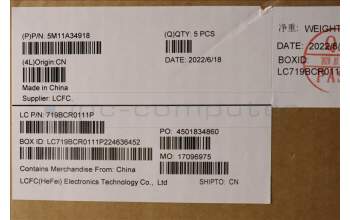 (P)P/N: 5M11A34918
(Q)QTY: 5 PCS
(4L)Origin:CN
DATE: 2022/6/18
Made in China
Supplier: LCFC
净重: WEIGHT
DATE: 2022/6/
BOXID:
LC719BCR0111
LC P/N: 719BCR0111P
PO: 4501834860
BOX ID: LC719BCR0111P224636452
MO: 17096975
Contains Merchandise From: China
LCFC(HeFei) Electronics Technology Co., Ltd
SHIPTO: CN